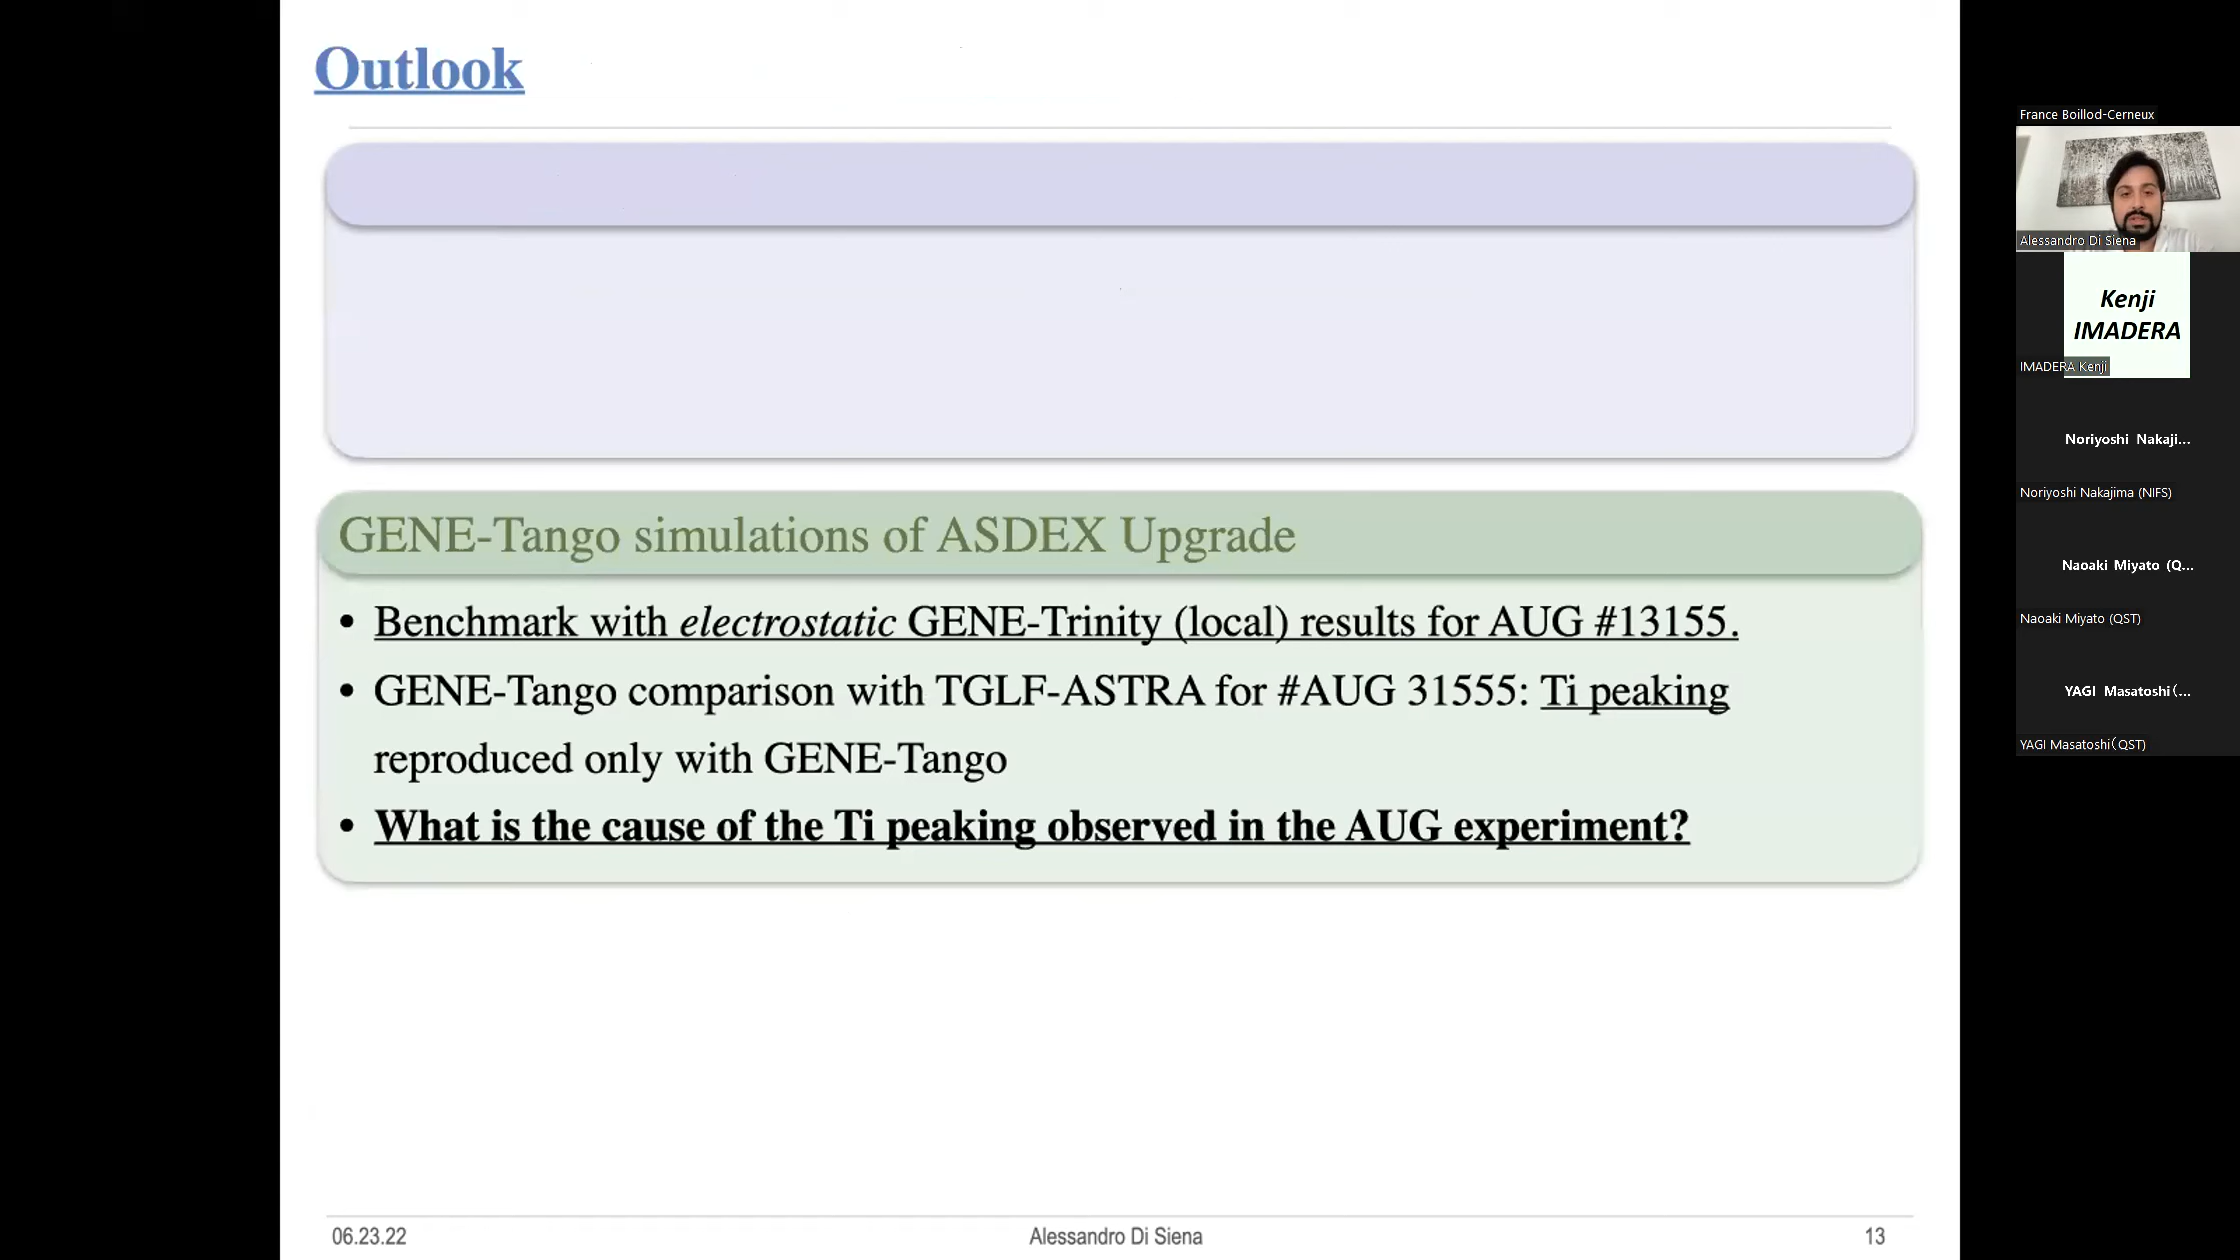 Outlook
GENE-Tango simulations of ASDEX Upgrade
• Benchmark with electrostatic GENE-Trinity (local) results for AUG #13155.
• GENE-Tango comparison with TGLF-ASTRA for #AUG 31555: Ti peaking
reproduced only with GENE-Tango
• What is the cause of the Ti peaking observed in the AUG experiment?
06.23.22
Alessandro Di Siena
13
France Boillod-Cerneux
Alessandro Di Siena
Kenji
IMADERA
IMADERA Kenji
Noriyoshi Nakaji...
Noriyoshi Nakajima (NIFS)
Naoaki Miyato (Q...
Naoaki Miyato (QST)
YAGI Masatoshi(...
YAGI Masatoshi(QST)